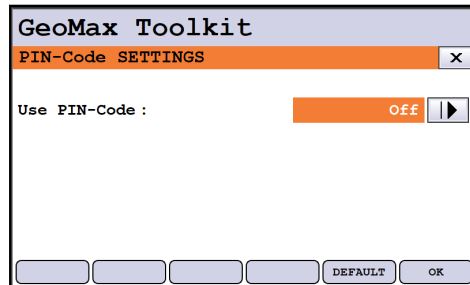 GeoMax Toolkit
PIN-Code SETTINGS
x
Use PIN-Code : Off
DEFAULT OK